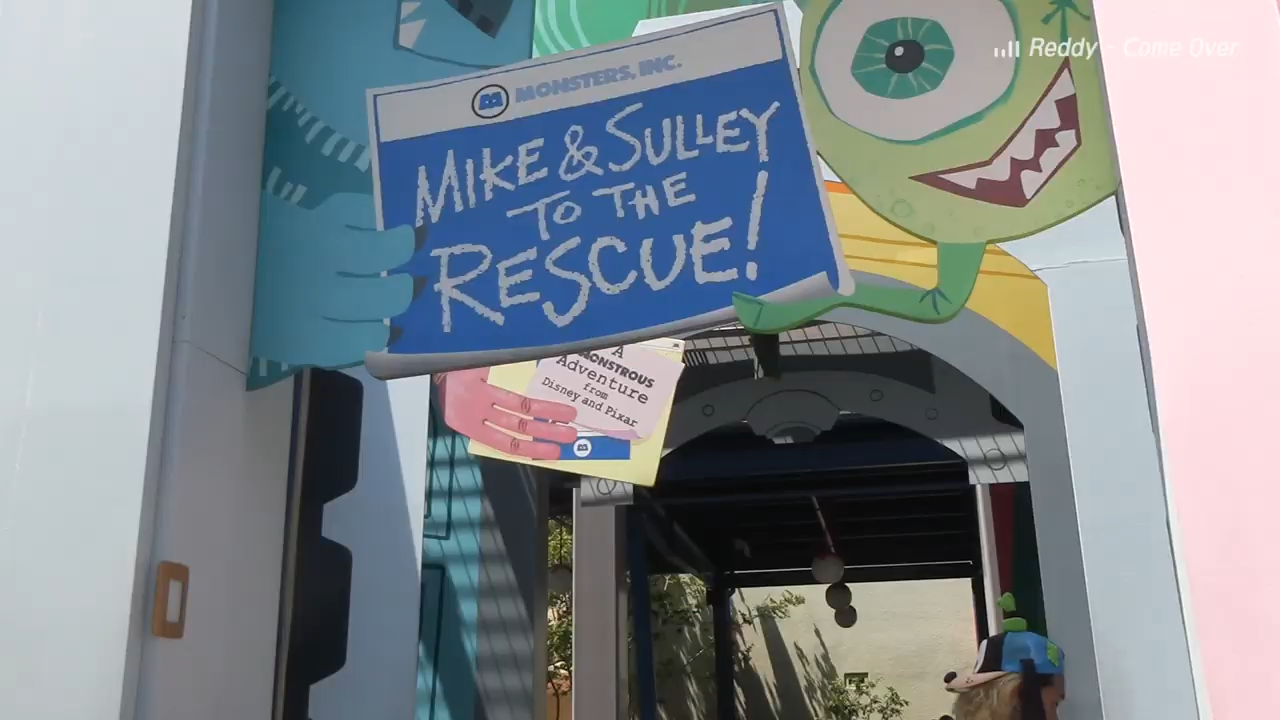 Reddy - Come Over
MONSTERS, INC.
MIKE & SULLEY
TO THE
RESCUE!
A
MONSTROUS
Adventure
from
Disney and Pixar